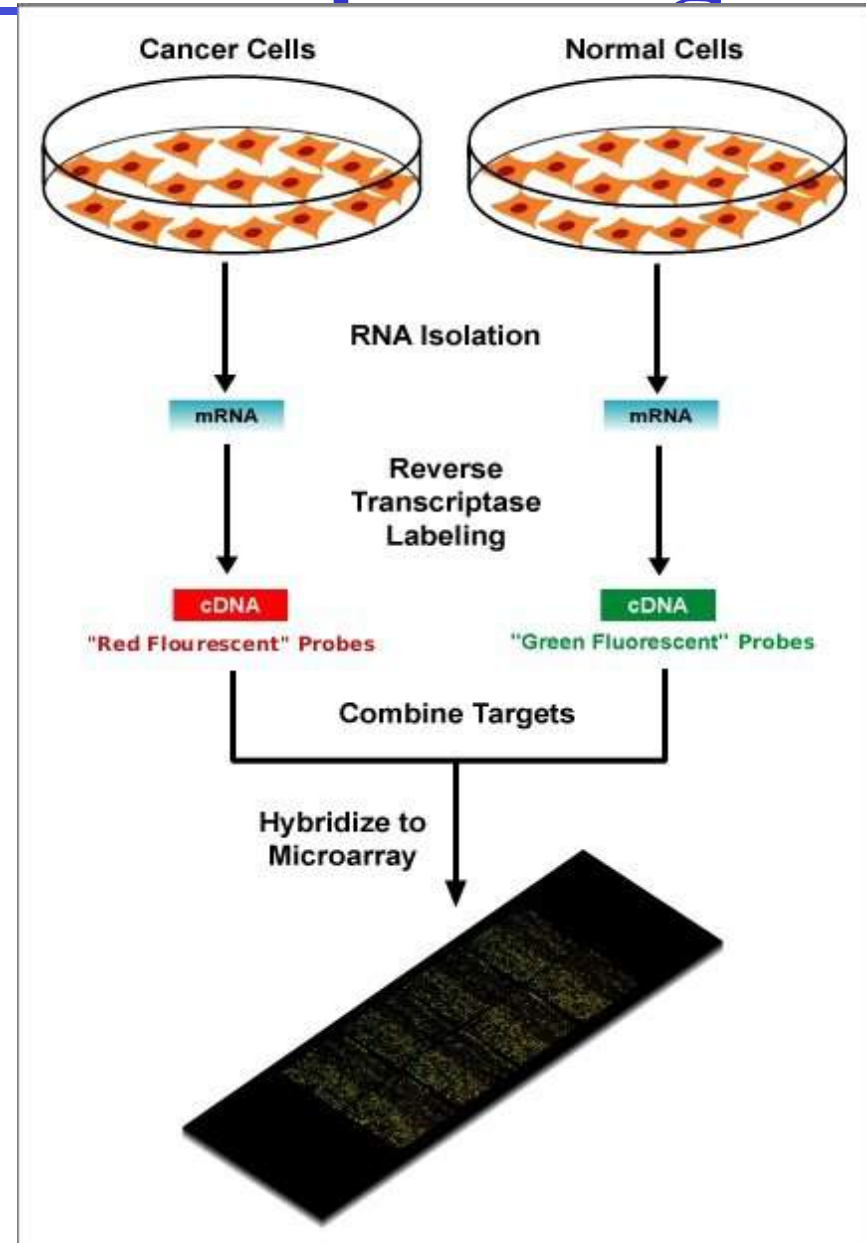 Cancer Cells
Normal Cells
RNA Isolation
mRNA
mRNA
Reverse
Transcriptase
Labeling
cDNA
cDNA
"Red Flourescent" Probes
"Green Fluorescent" Probes
Combine Targets
Hybridize to
Microarray